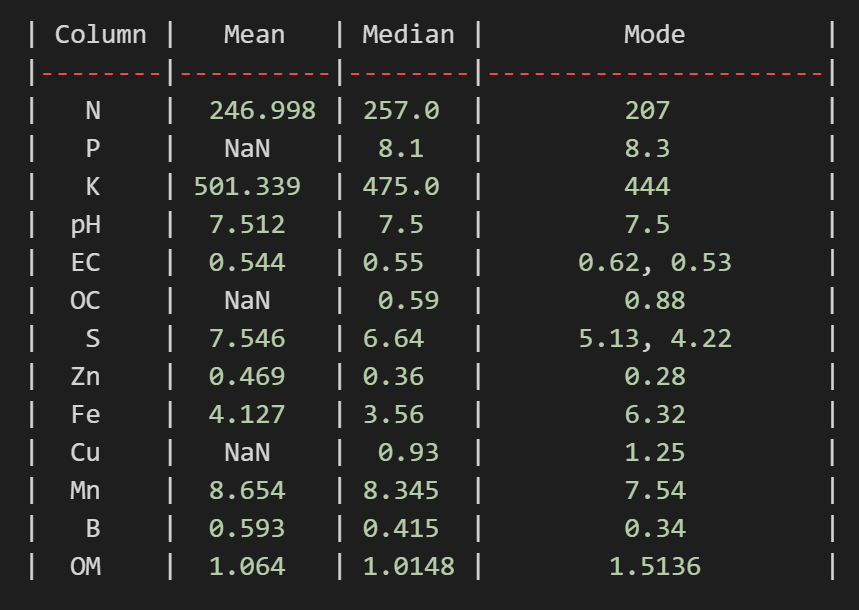 | Column |   Mean   | Median |         Mode         |
|--------|----------|--------|----------------------|
|   N    |  246.998 | 257.0  |         207          |
|   P    |   NaN    |  8.1   |         8.3          |
|   K    | 501.339  | 475.0  |         444          |
|  pH    |  7.512   |  7.5   |         7.5          |
|  EC    |  0.544   | 0.55   |      0.62, 0.53      |
|  OC    |   NaN    |  0.59  |         0.88         |
|   S    |  7.546   | 6.64   |      5.13, 4.22      |
|  Zn    |  0.469   | 0.36   |         0.28         |
|  Fe    |  4.127   | 3.56   |         6.32         |
|  Cu    |   NaN    |  0.93  |         1.25         |
|  Mn    |  8.654   | 8.345  |         7.54         |
|   B    |  0.593   | 0.415  |         0.34         |
|  OM    |  1.064   | 1.0148 |        1.5136        |